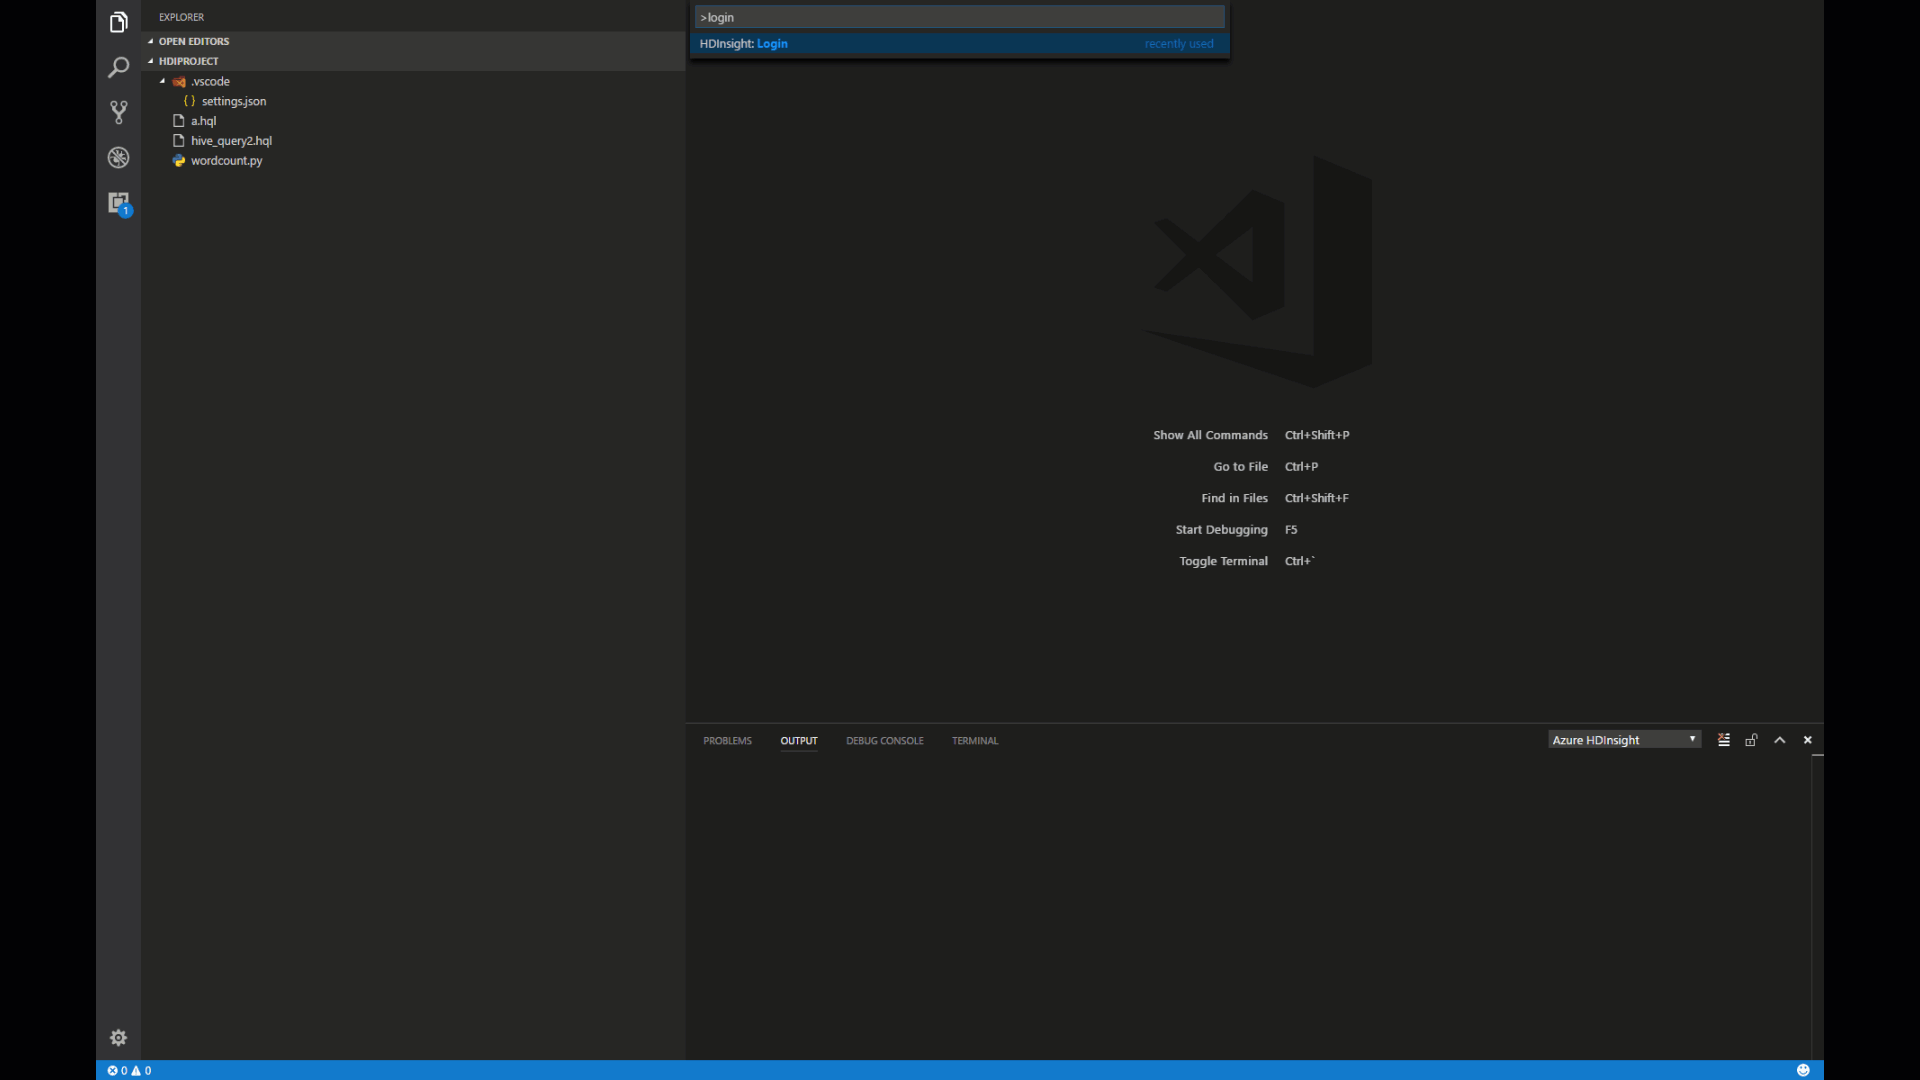 EXPLORER
OPEN EDITORS
HDIPROJECT
.vscode
{ } settings.json
a.hql
hive_query2.hql
wordcount.py
1
>login
HDInsight: Login recently used
Show All Commands Ctrl+Shift+P
Go to File Ctrl+P
Find in Files Ctrl+Shift+F
Start Debugging F5
Toggle Terminal Ctrl+`
PROBLEMS OUTPUT DEBUG CONSOLE TERMINAL Azure HDInsight
0 0